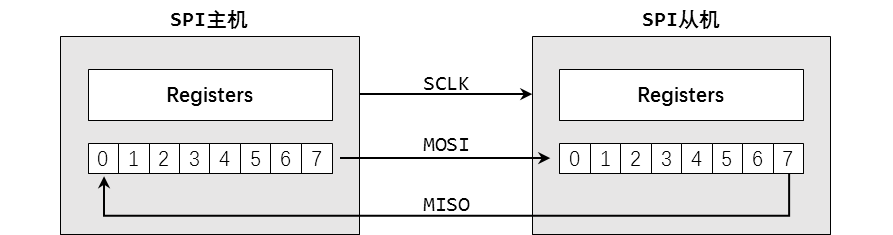 SPI主机 SPI从机
Registers SCLK Registers
0 1 2 3 4 5 6 7 MOSI 0 1 2 3 4 5 6 7
MISO